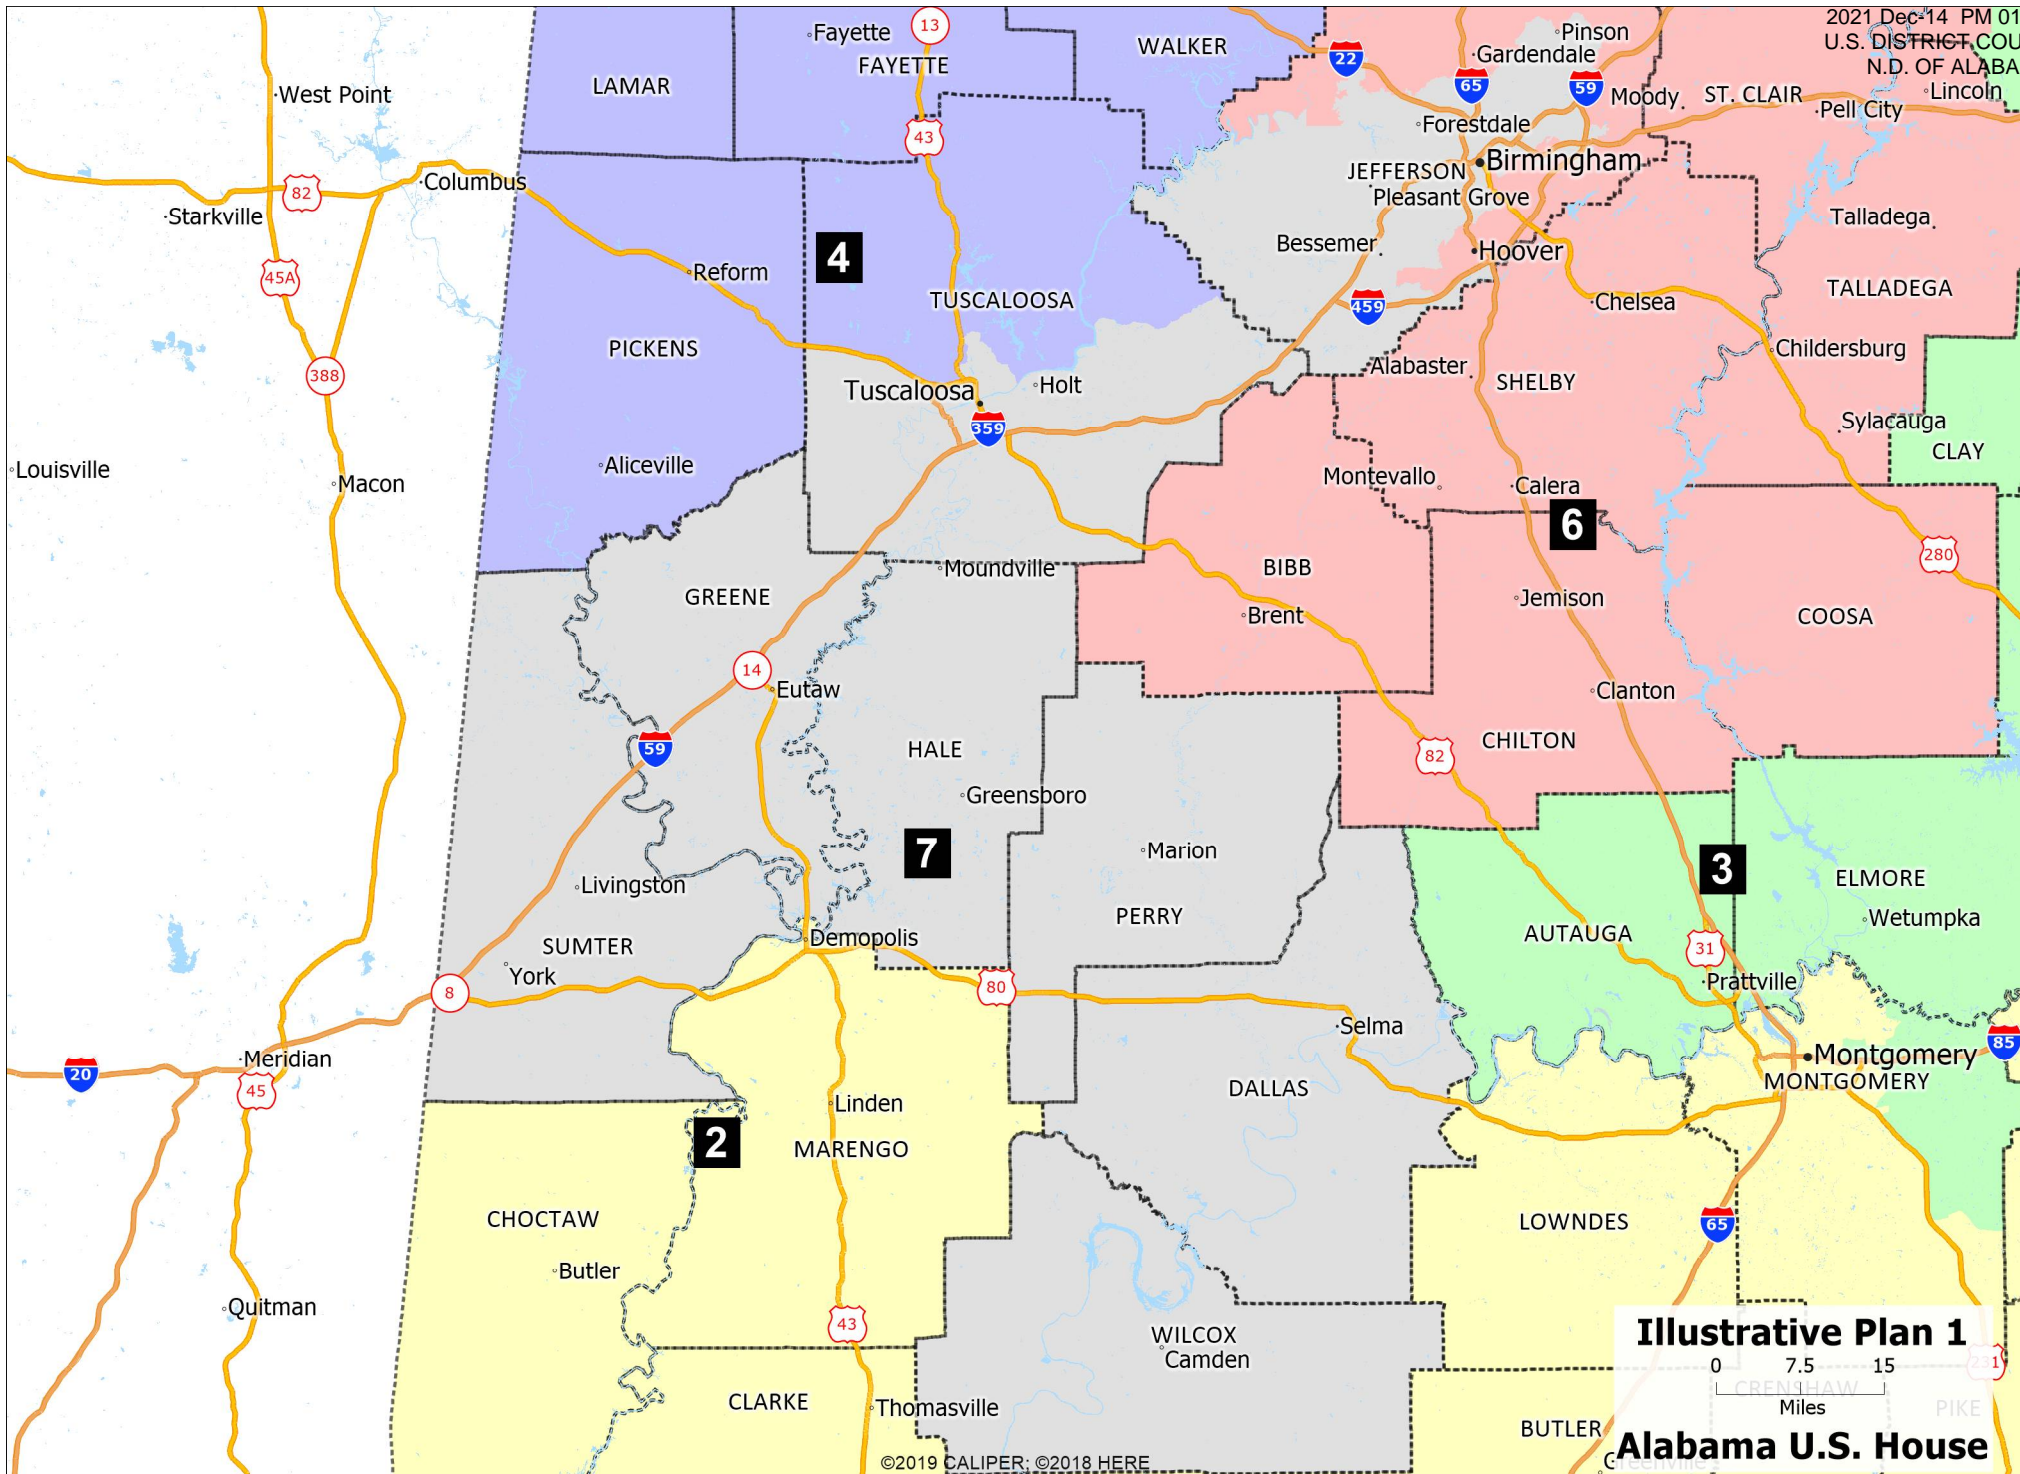 2021 Dec-14 PM 01
U.S. DISTRICT COU
N.D. OF ALABA
13
Fayette
FAYETTE
WALKER
Pinson
Gardendale
22
65
59
LAMAR
West Point
Moody
ST. CLAIR
Lincoln
Pell City
43
Forestdale
Birmingham
JEFFERSON
Pleasant Grove
82
Columbus
Starkville
Talladega
Bessemer
Hoover
4
45A
Reform
TUSCALOOSA
459
Chelsea
TALLADEGA
PICKENS
Childersburg
388
Alabaster
SHELBY
Tuscaloosa
Holt
359
Sylacauga
CLAY
Louisville
Macon
Aliceville
Montevallo
Calera
6
280
Moundville
BIBB
GREENE
Jemison
Brent
COOSA
14
Eutaw
Clanton
59
HALE
CHILTON
82
Greensboro
7
Marion
3
ELMORE
Livingston
PERRY
Wetumpka
Demopolis
SUMTER
AUTAUGA
31
York
8
80
Prattville
Selma
85
Meridian
20
45
Montgomery
MONTGOMERY
DALLAS
Linden
2
MARENGO
CHOCTAW
LOWNDES
65
Butler
Quitman
43
WILCOX
Camden
Illustrative Plan 1
0 7.5 15
231
CRENSHAW
Miles
CLARKE
Thomasville
PIKE
BUTLER
Alabama U.S. House
Greenville
©2019 CALIPER; ©2018 HERE